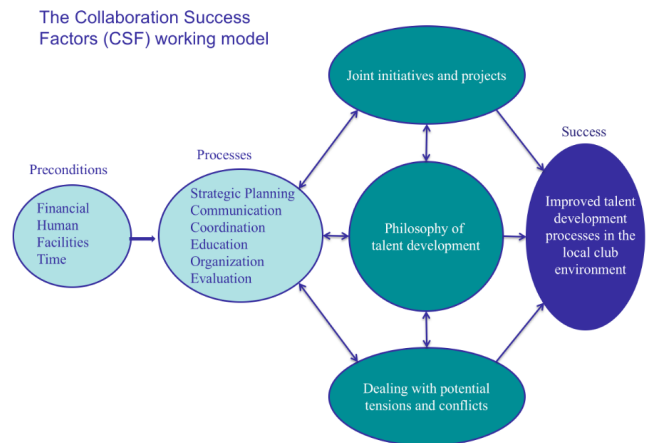 The Collaboration Success
Factors (CSF) working model
Joint initiatives and projects
Success
Preconditions
Processes
Financial
Human
Facilities
Time
Strategic Planning
Communication
Coordination
Education
Organization
Evaluation
Philosophy of
talent development
Improved talent
development
processes in the
local club
environment
Dealing with potential
tensions and conflicts